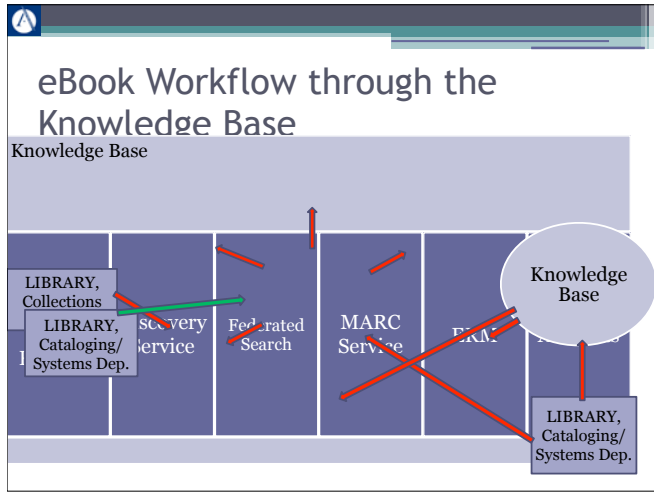 eBook Workflow through the
Knowledge Base
Knowledge Base
LIBRARY,
Collections
LIBRARY,
Cataloging/
Systems Dep.
Service
Federated
Search
MARC
Service
ERM
Knowledge
Base
LIBRARY,
Cataloging/
Systems Dep.